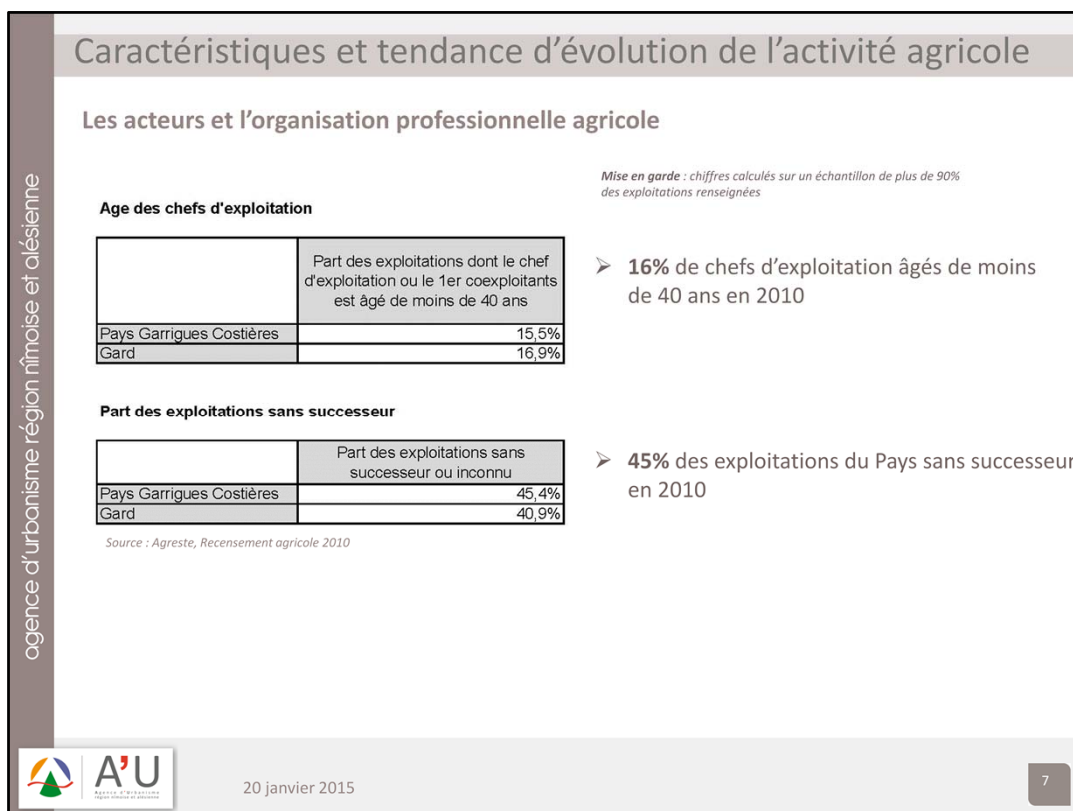 Caractéristiques et tendance d'évolution de l'activité agricole
Les acteurs et l'organisation professionnelle agricole
agence d'urbanisme région nîmoise et alésienne
Mise en garde : chiffres calculés sur un échantillon de plus de 90%
des exploitations renseignées
Age des chefs d'exploitation
Part des exploitations dont le chef
d'exploitation ou le 1er coexploitants
est âgé de moins de 40 ans
Pays Garrigues Costières 15,5%
Gard 16,9%
➢ 16% de chefs d'exploitation âgés de moins
de 40 ans en 2010
Part des exploitations sans successeur
Part des exploitations sans
successeur ou inconnu
Pays Garrigues Costières 45,4%
Gard 40,9%
➢ 45% des exploitations du Pays sans successeur
en 2010
Source : Agreste, Recensement agricole 2010
A'U
Agence d'Urbanisme
région nîmoise et alésienne
20 janvier 2015
7